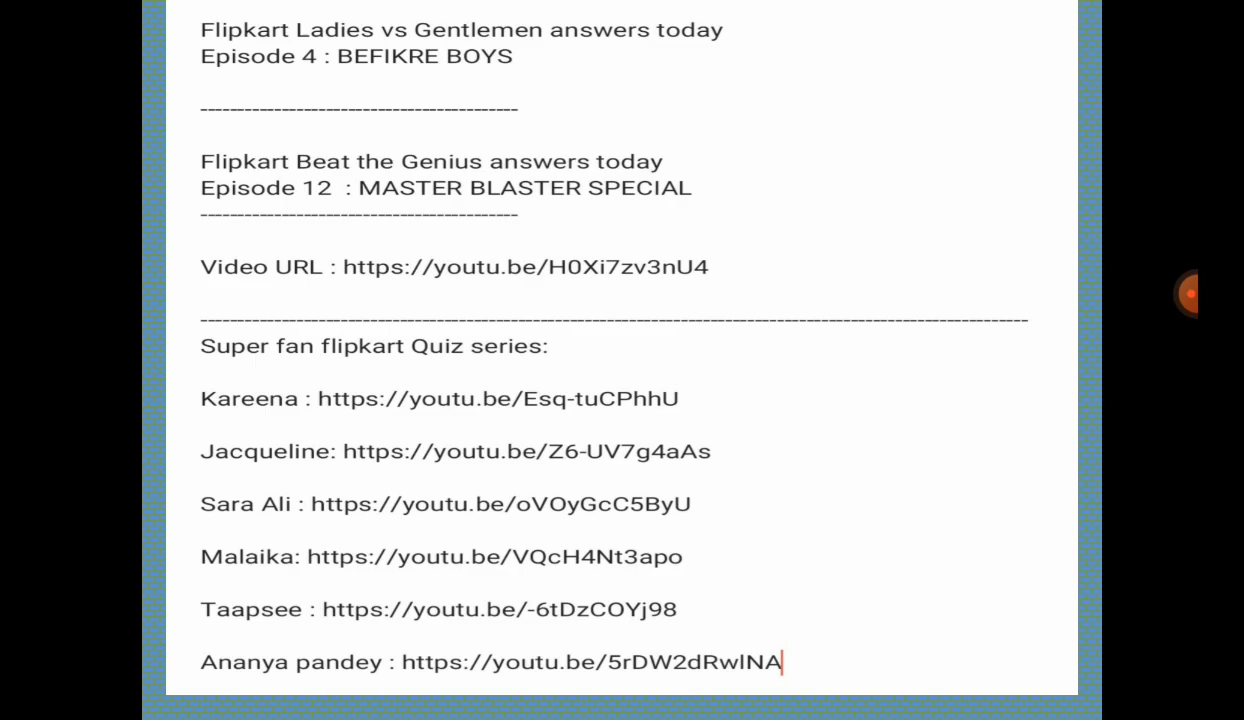 Flipkart Ladies vs Gentlemen answers today
Episode 4 : BEFIKRE BOYS
-------------------------------------------
Flipkart Beat the Genius answers today
Episode 12  : MASTER BLASTER SPECIAL
-------------------------------------------
Video URL : https://youtu.be/H0Xi7zv3nU4
----------------------------------------------------------------------------------------------------------------
Super fan flipkart Quiz series:
Kareena : https://youtu.be/Esq-tuCPhhU
Jacqueline: https://youtu.be/Z6-UV7g4aAs
Sara Ali : https://youtu.be/oVOyGcC5ByU
Malaika: https://youtu.be/VQcH4Nt3apo
Taapsee : https://youtu.be/-6tDzCOYj98
Ananya pandey : https://youtu.be/5rDW2dRwlNA